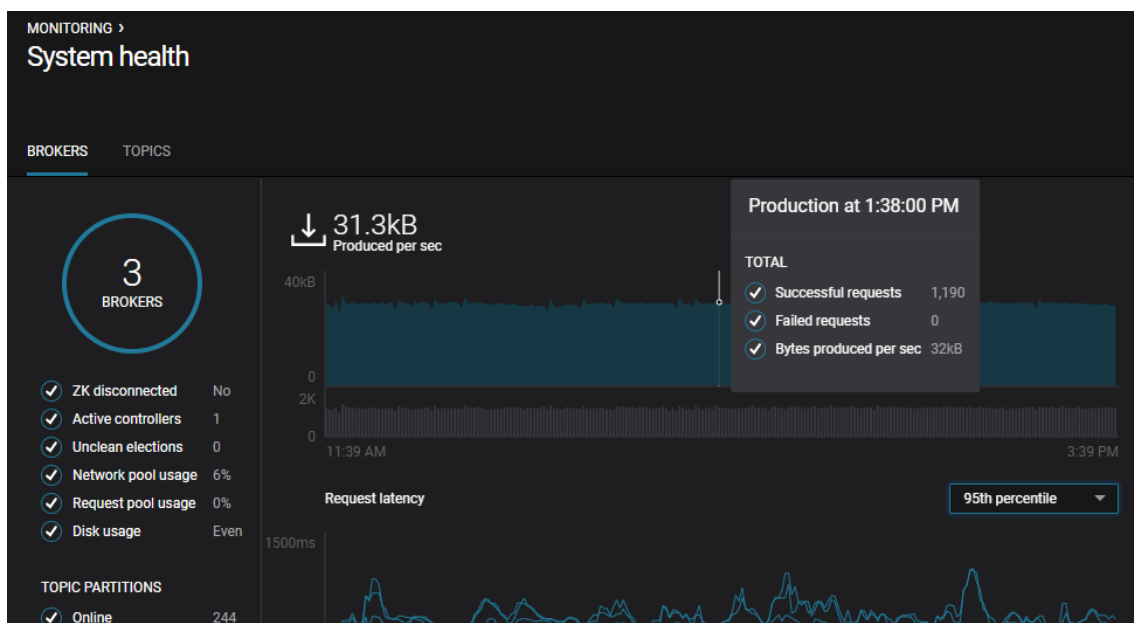 MONITORING ›
System health
BROKERS TOPICS
3
BROKERS
ZK disconnected No
Active controllers 1
Unclean elections 0
Network pool usage 6%
Request pool usage 0%
Disk usage Even
TOPIC PARTITIONS
Online 244
31.3kB
Produced per sec
40kB
0
2K
0
11:39 AM 3:39 PM
Production at 1:38:00 PM
TOTAL
Successful requests 1,190
Failed requests 0
Bytes produced per sec 32kB
Request latency 95th percentile
1500ms